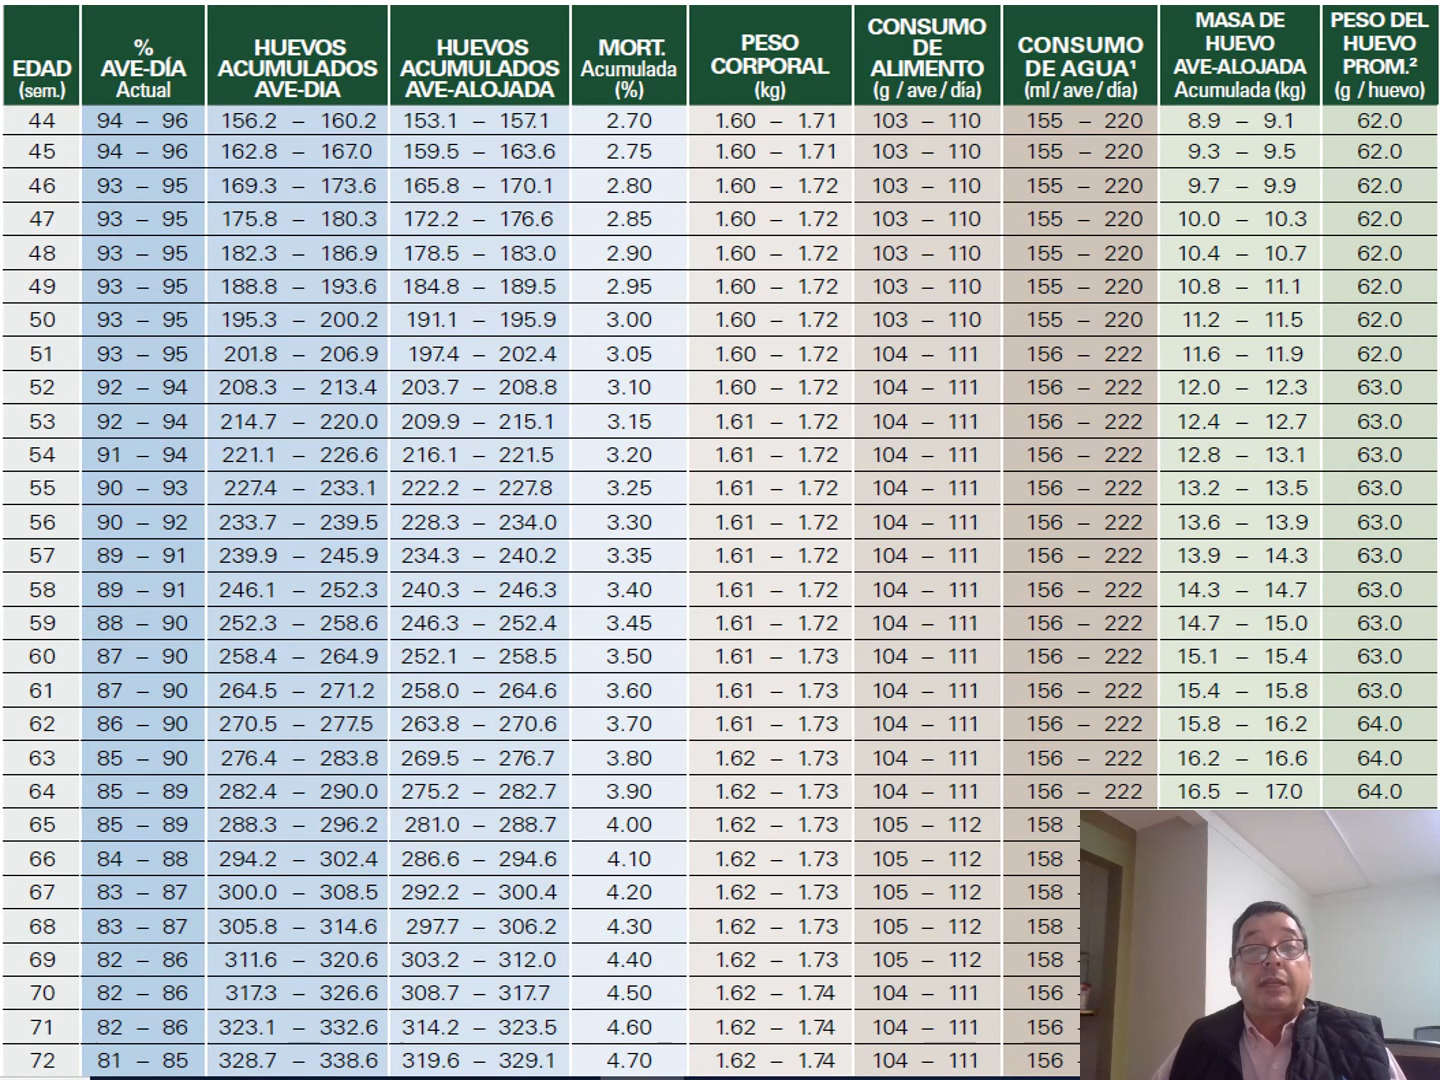 EDAD (sem.) % AVE-DÍA Actual HUEVOS ACUMULADOS AVE-DIA HUEVOS ACUMULADOS AVE-ALOJADA MORT. Acumulada (%) PESO CORPORAL (kg) CONSUMO DE ALIMENTO (g / ave / día) CONSUMO DE AGUA¹ (ml / ave / día) MASA DE HUEVO AVE-ALOJADA Acumulada (kg) PESO DEL HUEVO PROM.² (g / huevo)
44 94 – 96 156.2 – 160.2 153.1 – 157.1 2.70 1.60 – 1.71 103 – 110 155 – 220 8.9 – 9.1 62.0
45 94 – 96 162.8 – 167.0 159.5 – 163.6 2.75 1.60 – 1.71 103 – 110 155 – 220 9.3 – 9.5 62.0
46 93 – 95 169.3 – 173.6 165.8 – 170.1 2.80 1.60 – 1.72 103 – 110 155 – 220 9.7 – 9.9 62.0
47 93 – 95 175.8 – 180.3 172.2 – 176.6 2.85 1.60 – 1.72 103 – 110 155 – 220 10.0 – 10.3 62.0
48 93 – 95 182.3 – 186.9 178.5 – 183.0 2.90 1.60 – 1.72 103 – 110 155 – 220 10.4 – 10.7 62.0
49 93 – 95 188.8 – 193.6 184.8 – 189.5 2.95 1.60 – 1.72 103 – 110 155 – 220 10.8 – 11.1 62.0
50 93 – 95 195.3 – 200.2 191.1 – 195.9 3.00 1.60 – 1.72 103 – 110 155 – 220 11.2 – 11.5 62.0
51 93 – 95 201.8 – 206.9 197.4 – 202.4 3.05 1.60 – 1.72 104 – 111 156 – 222 11.6 – 11.9 62.0
52 92 – 94 208.3 – 213.4 203.7 – 208.8 3.10 1.60 – 1.72 104 – 111 156 – 222 12.0 – 12.3 63.0
53 92 – 94 214.7 – 220.0 209.9 – 215.1 3.15 1.61 – 1.72 104 – 111 156 – 222 12.4 – 12.7 63.0
54 91 – 94 221.1 – 226.6 216.1 – 221.5 3.20 1.61 – 1.72 104 – 111 156 – 222 12.8 – 13.1 63.0
55 90 – 93 227.4 – 233.1 222.2 – 227.8 3.25 1.61 – 1.72 104 – 111 156 – 222 13.2 – 13.5 63.0
56 90 – 92 233.7 – 239.5 228.3 – 234.0 3.30 1.61 – 1.72 104 – 111 156 – 222 13.6 – 13.9 63.0
57 89 – 91 239.9 – 245.9 234.3 – 240.2 3.35 1.61 – 1.72 104 – 111 156 – 222 13.9 – 14.3 63.0
58 89 – 91 246.1 – 252.3 240.3 – 246.3 3.40 1.61 – 1.72 104 – 111 156 – 222 14.3 – 14.7 63.0
59 88 – 90 252.3 – 258.6 246.3 – 252.4 3.45 1.61 – 1.72 104 – 111 156 – 222 14.7 – 15.0 63.0
60 87 – 90 258.4 – 264.9 252.1 – 258.5 3.50 1.61 – 1.73 104 – 111 156 – 222 15.1 – 15.4 63.0
61 87 – 90 264.5 – 271.2 258.0 – 264.6 3.60 1.61 – 1.73 104 – 111 156 – 222 15.4 – 15.8 63.0
62 86 – 90 270.5 – 277.5 263.8 – 270.6 3.70 1.61 – 1.73 104 – 111 156 – 222 15.8 – 16.2 64.0
63 85 – 90 276.4 – 283.8 269.5 – 276.7 3.80 1.62 – 1.73 104 – 111 156 – 222 16.2 – 16.6 64.0
64 85 – 89 282.4 – 290.0 275.2 – 282.7 3.90 1.62 – 1.73 104 – 111 156 – 222 16.5 – 17.0 64.0
65 85 – 89 288.3 – 296.2 281.0 – 288.7 4.00 1.62 – 1.73 105 – 112 158 -
66 84 – 88 294.2 – 302.4 286.6 – 294.6 4.10 1.62 – 1.73 105 – 112 158 -
67 83 – 87 300.0 – 308.5 292.2 – 300.4 4.20 1.62 – 1.73 105 – 112 158 -
68 83 – 87 305.8 – 314.6 297.7 – 306.2 4.30 1.62 – 1.73 105 – 112 158 -
69 82 – 86 311.6 – 320.6 303.2 – 312.0 4.40 1.62 – 1.73 105 – 112 158 -
70 82 – 86 317.3 – 326.6 308.7 – 317.7 4.50 1.62 – 1.74 104 – 111 156 -
71 82 – 86 323.1 – 332.6 314.2 – 323.5 4.60 1.62 – 1.74 104 – 111 156 -
72 81 – 85 328.7 – 338.6 319.6 – 329.1 4.70 1.62 – 1.74 104 – 111 156 -